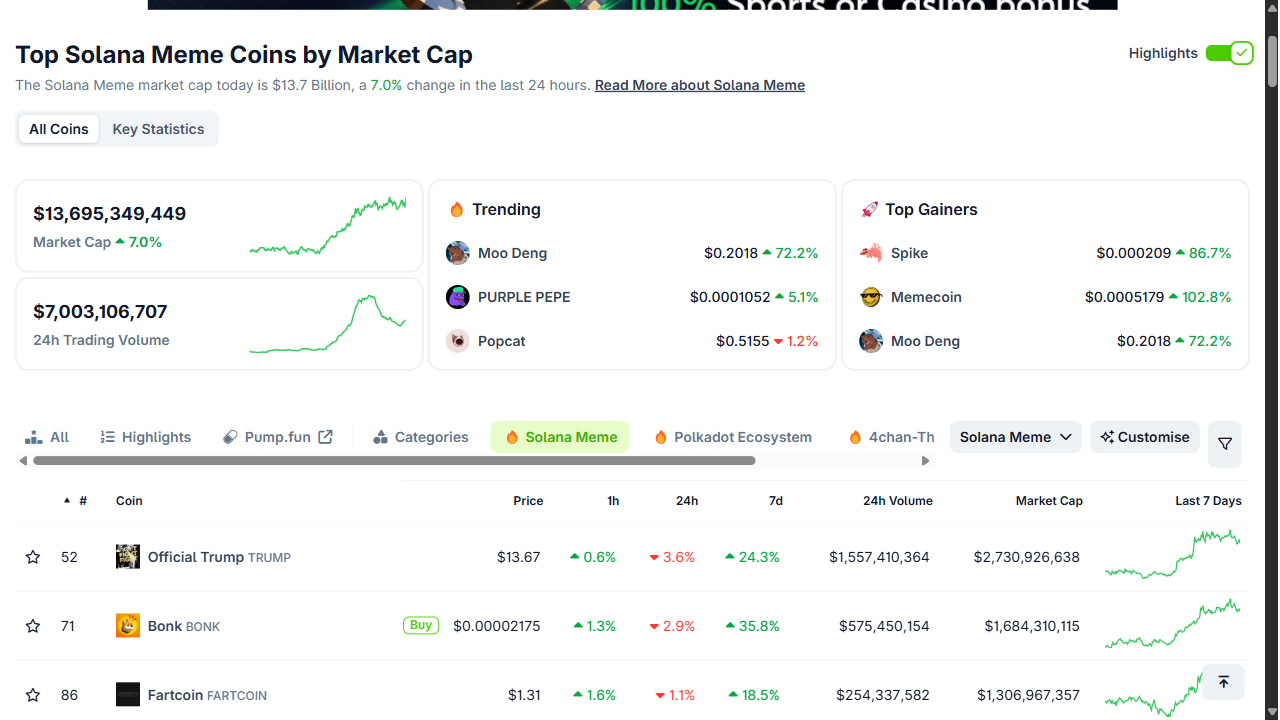 100% Sports or Casino bonus
Top Solana Meme Coins by Market Cap
Highlights
The Solana Meme market cap today is $13.7 Billion, a 7.0% change in the last 24 hours. Read More about Solana Meme
All Coins Key Statistics
$13,695,349,449
Market Cap 7.0%
$7,003,106,707
24h Trading Volume
Trending
Moo Deng $0.2018 72.2%
PURPLE PEPE $0.0001052 5.1%
Popcat $0.5155 1.2%
Top Gainers
Spike $0.000209 86.7%
Memecoin $0.0005179 102.8%
Moo Deng $0.2018 72.2%
All Highlights Pump.fun Categories Solana Meme Polkadot Ecosystem 4chan-Th Solana Meme Customise
# Coin Price 1h 24h 7d 24h Volume Market Cap Last 7 Days
52 Official Trump TRUMP $13.67 0.6% 3.6% 24.3% $1,557,410,364 $2,730,926,638
71 Bonk BONK Buy $0.00002175 1.3% 2.9% 35.8% $575,450,154 $1,684,310,115
86 Fartcoin FARTCOIN $1.31 1.6% 1.1% 18.5% $254,337,582 $1,306,967,357